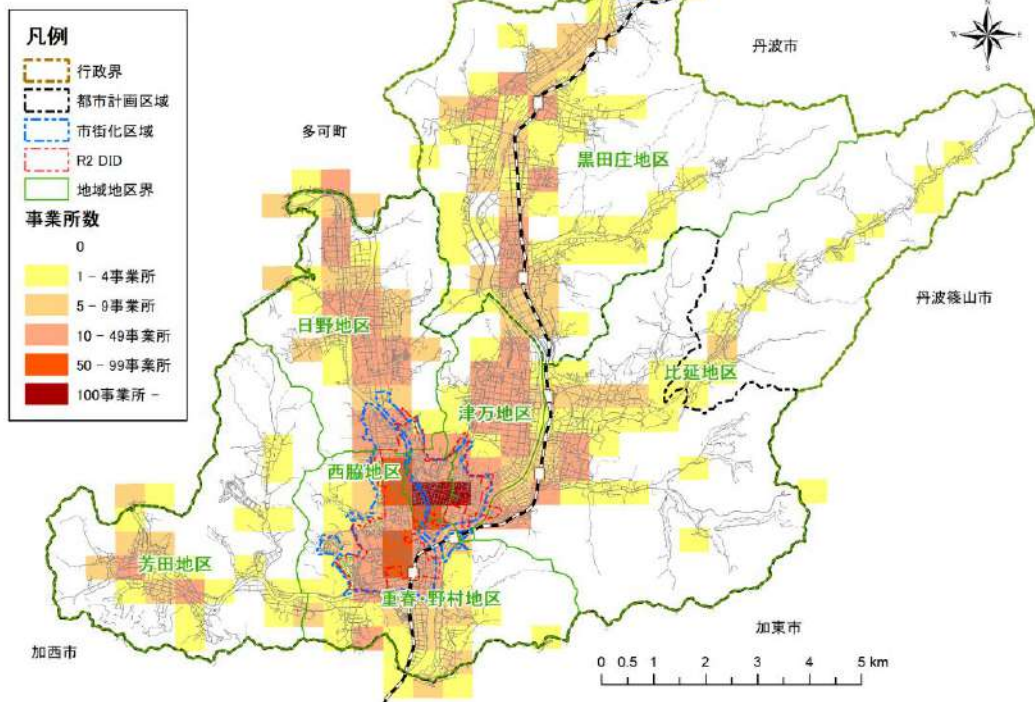 凡例
行政界
都市計画区域
市街化区域
R2 DID
地域地区界
事業所数
0
1 - 4事業所
5 - 9事業所
10 - 49事業所
50 - 99事業所
100事業所 -
丹波市
多可町
黒田庄地区
丹波篠山市
日野地区
比延地区
津万地区
西脇地区
芳田地区
重春・野村地区
加東市
加西市
0 0.5 1 2 3 4 5 km